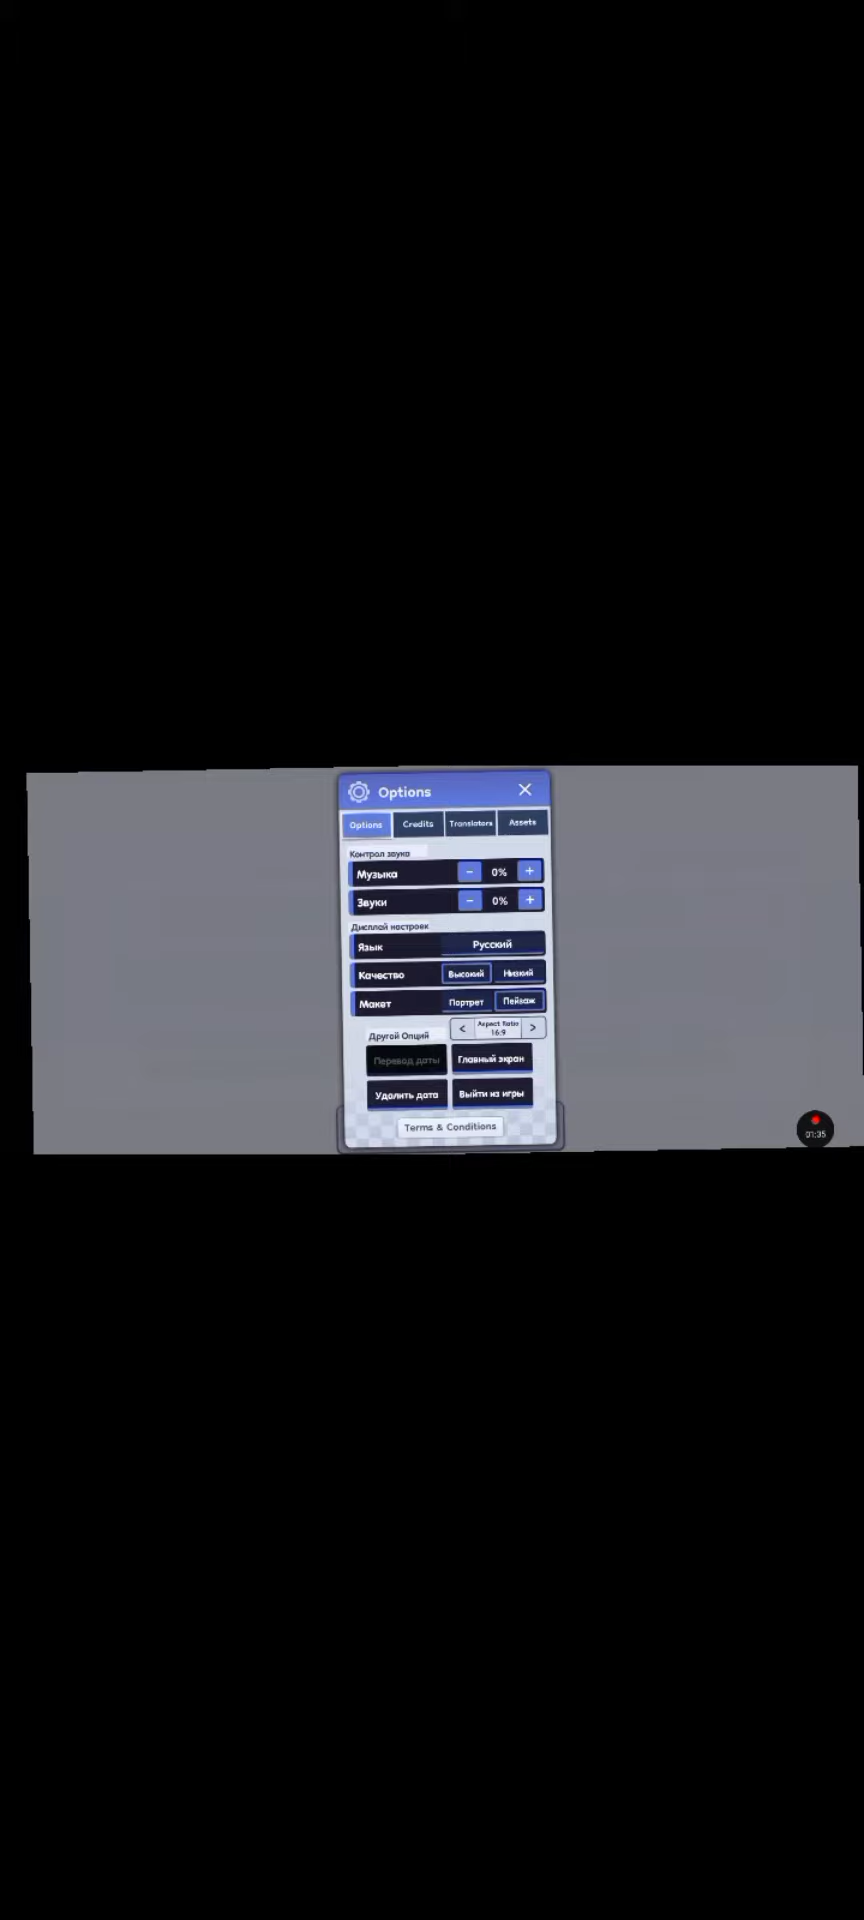 Options
Options Credits Translators Assets
Контрол звука
Музыка - 0% +
Звуки - 0% +
Дисплай настроек
Язык Русский
Качество Высокий Низкий
Макет Портрет Пейзаж
Другой Опций < Aspect Ratio 16:9 >
Перевод даты Главный экран
Удалить дата Выйти из игры
Terms & Conditions
01:35